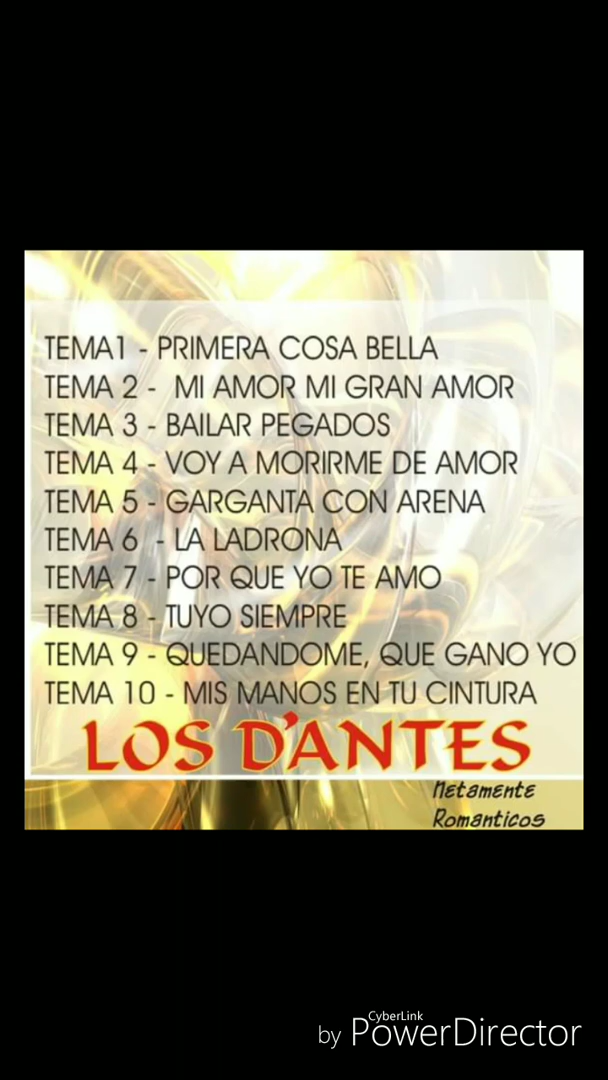 TEMA1 - PRIMERA COSA BELLA
TEMA 2 - MI AMOR MI GRAN AMOR
TEMA 3 - BAILAR PEGADOS
TEMA 4 - VOY A MORIRME DE AMOR
TEMA 5 - GARGANTA CON ARENA
TEMA 6 - LA LADRONA
TEMA 7 - POR QUE YO TE AMO
TEMA 8 - TUYO SIEMPRE
TEMA 9 - QUEDANDOME, QUE GANO YO
TEMA 10 - MIS MANOS EN TU CINTURA
LOS D'ANTES
Netamente
Romanticos
CyberLink
by PowerDirector